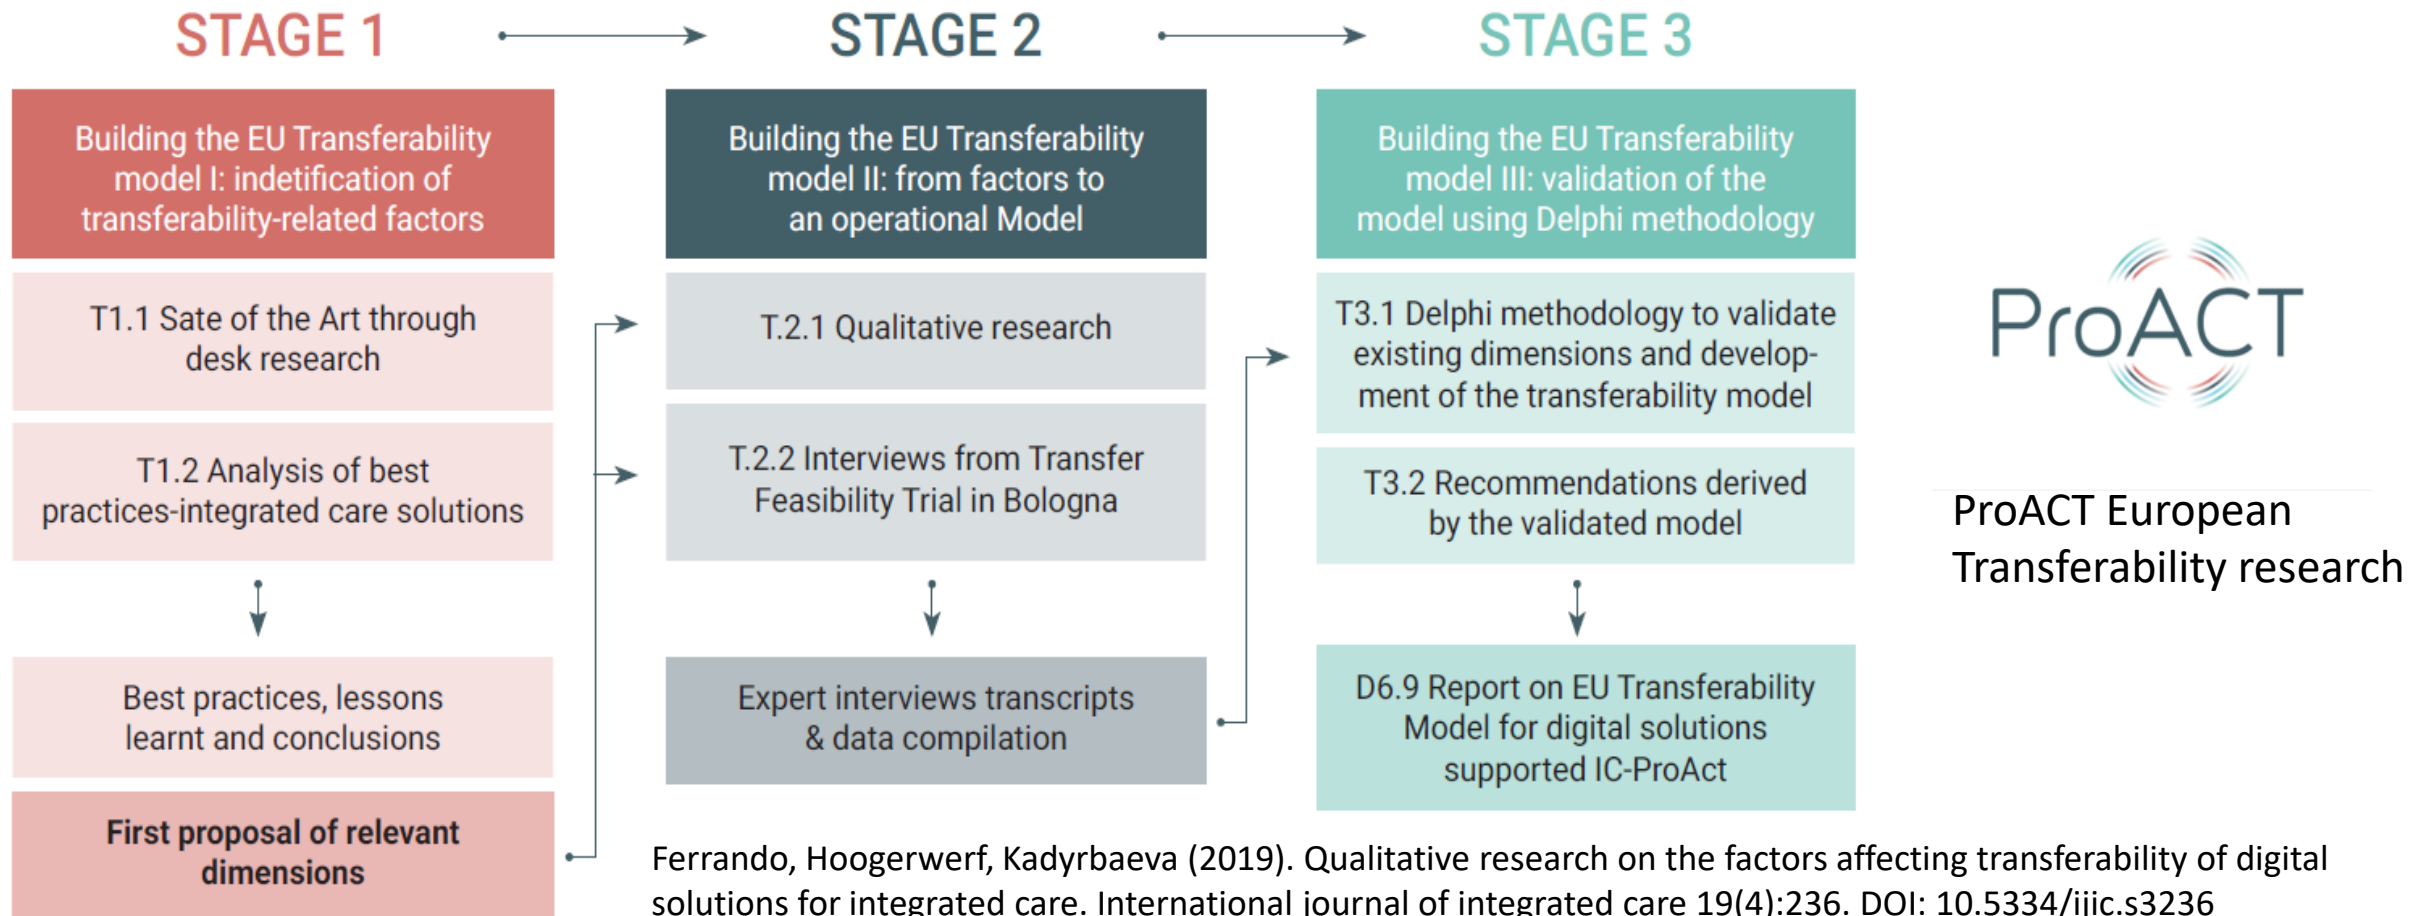 STAGE 1
STAGE 2
STAGE 3
Building the EU Transferability
model I: indetification of
transferability-related factors
T1.1 Sate of the Art through
desk research
T1.2 Analysis of best
practices-integrated care solutions
Best practices, lessons
learnt and conclusions
First proposal of relevant
dimensions
Building the EU Transferability
model II: from factors to
an operational Model
T.2.1 Qualitative research
T.2.2 Interviews from Transfer
Feasibility Trial in Bologna
Expert interviews transcripts
& data compilation
Building the EU Transferability
model III: validation of the
model using Delphi methodology
T3.1 Delphi methodology to validate
existing dimensions and develop-
ment of the transferability model
T3.2 Recommendations derived
by the validated model
D6.9 Report on EU Transferability
Model for digital solutions
supported IC-ProAct
ProACT
ProACT European
Transferability research
Ferrando, Hoogerwerf, Kadyrbaeva (2019). Qualitative research on the factors affecting transferability of digital
solutions for integrated care. International journal of integrated care 19(4):236. DOI: 10.5334/ijic.s3236